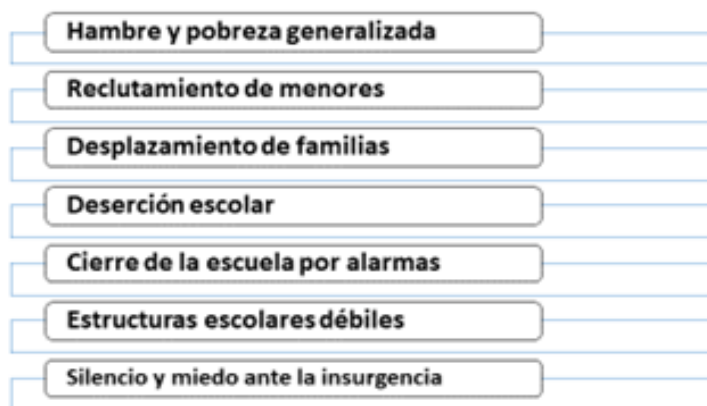 Hambre y pobreza generalizada
Reclutamiento de menores
Desplazamiento de familias
Deserción escolar
Cierre de la escuela por alarmas
Estructuras escolares débiles
Silencio y miedo ante la insurgencia